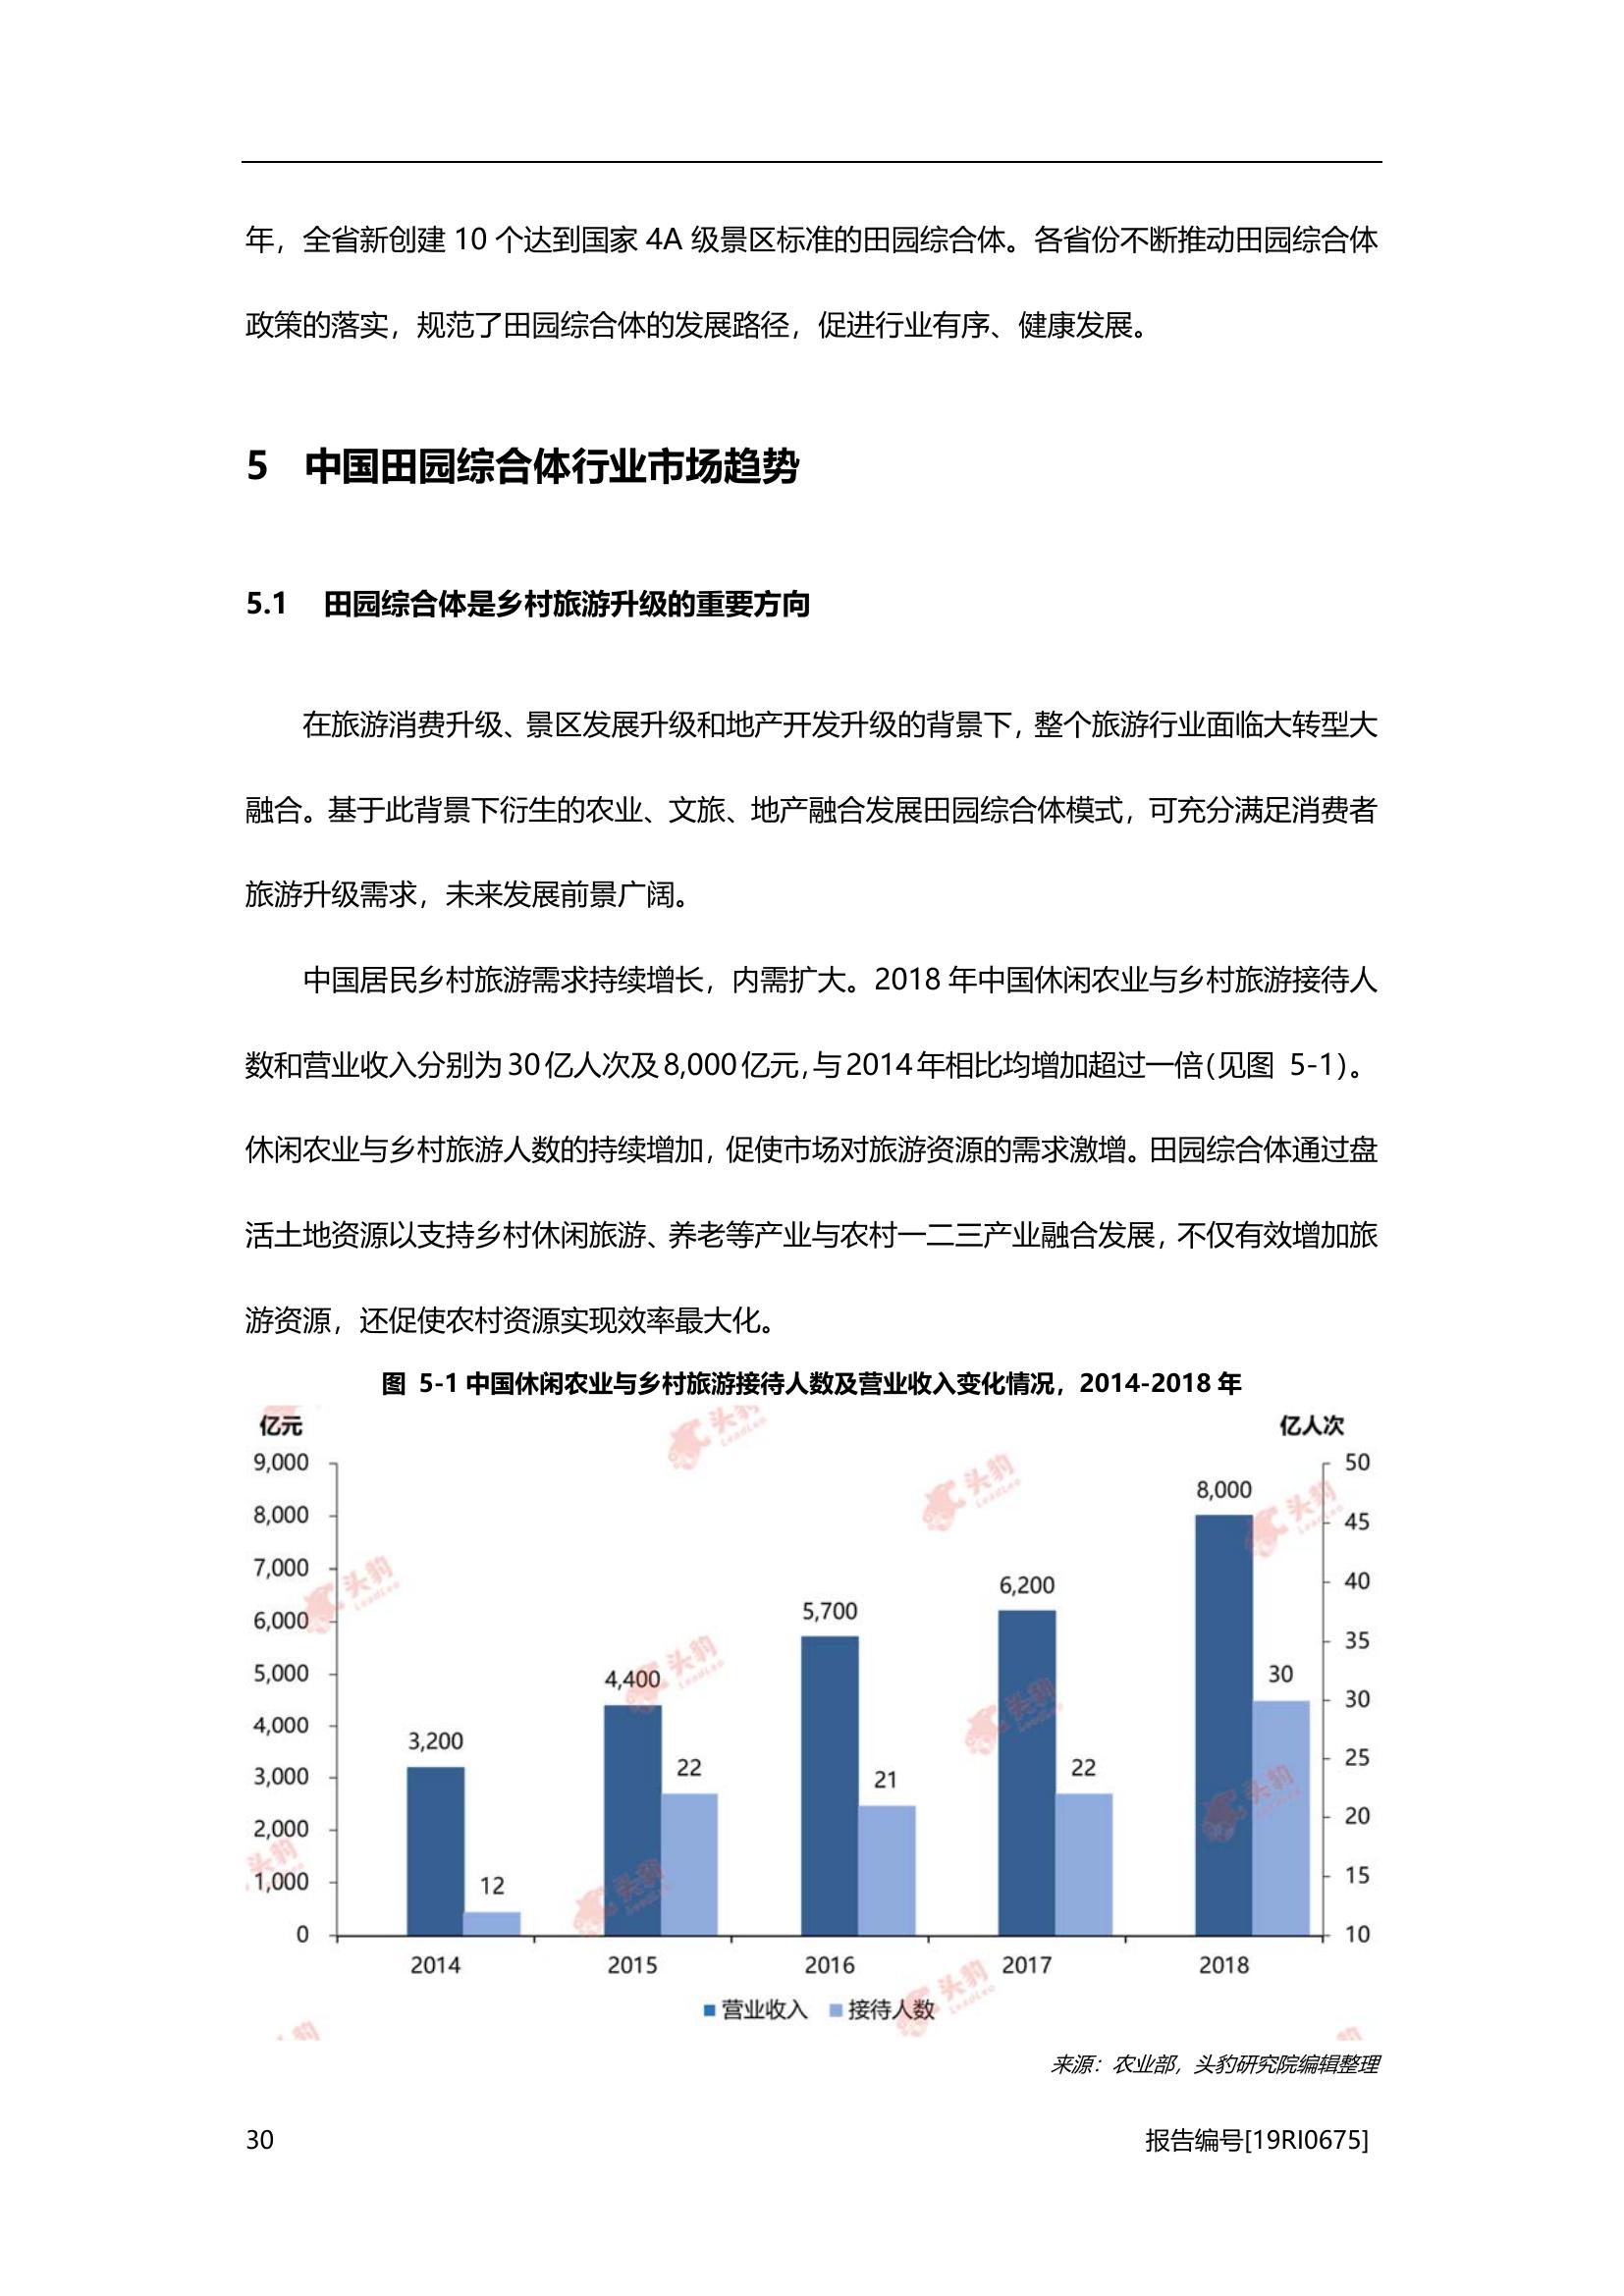 年，全省新创建 10 个达到国家 4A 级景区标准的田园综合体。各省份不断推动田园综合体
政策的落实，规范了田园综合体的发展路径，促进行业有序、健康发展。
5 中国田园综合体行业市场趋势
5.1 田园综合体是乡村旅游升级的重要方向
在旅游消费升级、景区发展升级和地产开发升级的背景下，整个旅游行业面临大转型大
融合。基于此背景下衍生的农业、文旅、地产融合发展田园综合体模式，可充分满足消费者
旅游升级需求，未来发展前景广阔。
中国居民乡村旅游需求持续增长，内需扩大。2018 年中国休闲农业与乡村旅游接待人
数和营业收入分别为 30 亿人次及 8,000 亿元，与 2014 年相比均增加超过一倍（见图 5-1）。
休闲农业与乡村旅游人数的持续增加，促使市场对旅游资源的需求激增。田园综合体通过盘
活土地资源以支持乡村休闲旅游、养老等产业与农村一二三产业融合发展，不仅有效增加旅
游资源，还促使农村资源实现效率最大化。
图 5-1 中国休闲农业与乡村旅游接待人数及营业收入变化情况，2014-2018 年
亿元 亿人次
9,000 50
8,000 45
7,000 40
6,000 35
5,000 30
4,000 25
3,000 20
2,000 15
1,000 10
0
3,200 4,400 5,700 6,200 8,000
12 22 21 22 30
2014 2015 2016 2017 2018
营业收入 接待人数
头豹 LeadLeo
来源：农业部，头豹研究院编辑整理
30 报告编号[19RI0675]